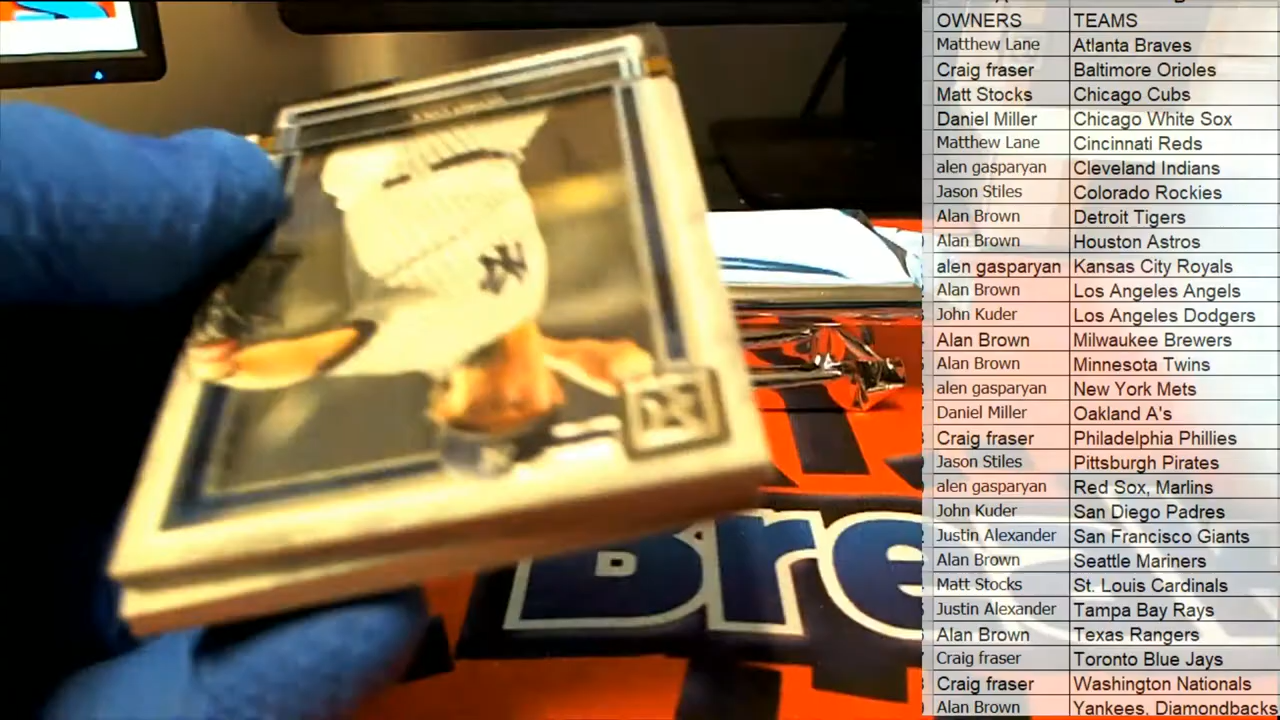 OWNERS TEAMS
Matthew Lane Atlanta Braves
Craig fraser Baltimore Orioles
Matt Stocks Chicago Cubs
Daniel Miller Chicago White Sox
Matthew Lane Cincinnati Reds
alen gasparyan Cleveland Indians
Jason Stiles Colorado Rockies
Alan Brown Detroit Tigers
Alan Brown Houston Astros
alen gasparyan Kansas City Royals
Alan Brown Los Angeles Angels
John Kuder Los Angeles Dodgers
Alan Brown Milwaukee Brewers
Alan Brown Minnesota Twins
alen gasparyan New York Mets
Daniel Miller Oakland A's
Craig fraser Philadelphia Phillies
Jason Stiles Pittsburgh Pirates
alen gasparyan Red Sox, Marlins
John Kuder San Diego Padres
Justin Alexander San Francisco Giants
Alan Brown Seattle Mariners
Matt Stocks St. Louis Cardinals
Justin Alexander Tampa Bay Rays
Alan Brown Texas Rangers
Craig fraser Toronto Blue Jays
Craig fraser Washington Nationals
Alan Brown Yankees, Diamondbacks
Bre